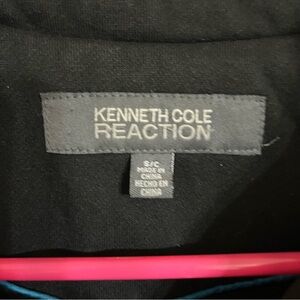 KENNETH COLE
REACTION
S/C
MADE IN
CHINA
HECHO EN
CHINA